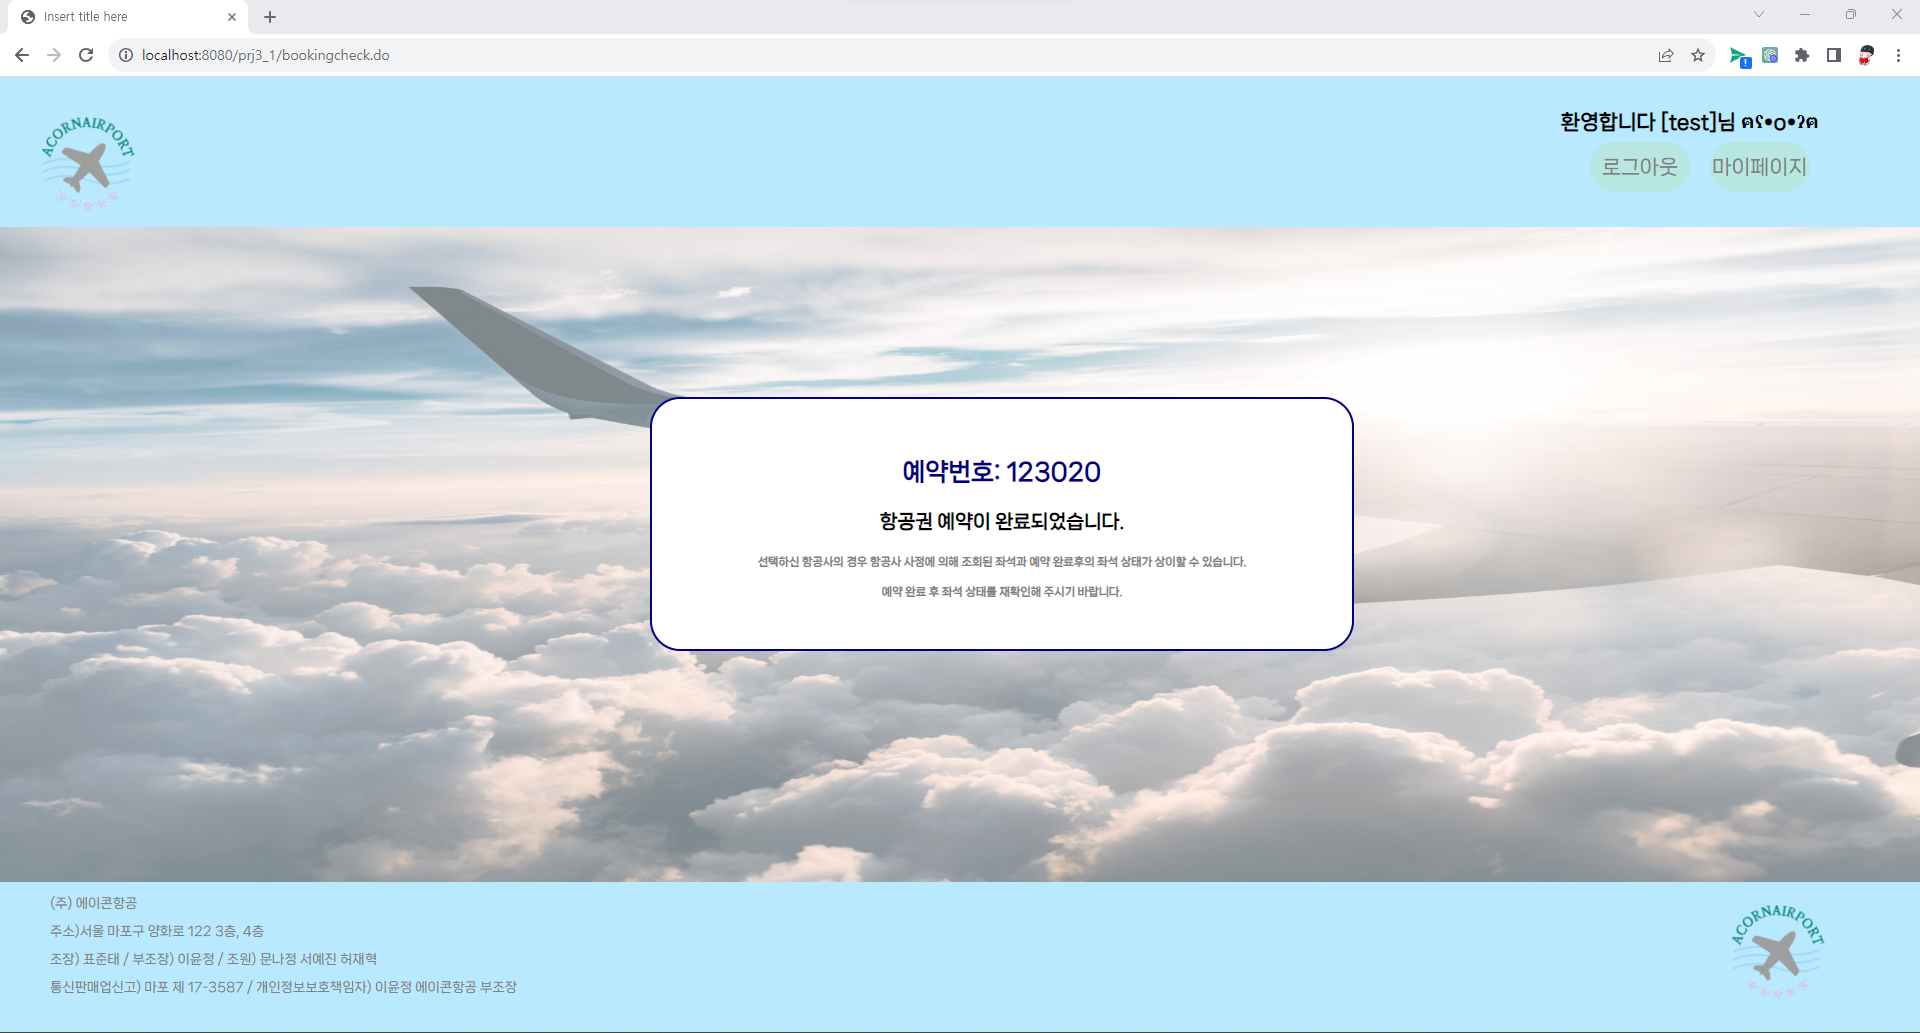 Insert title here
localhost:8080/prj3_1/bookingcheck.do
ACORNAIRPORT
환영합니다 [test]님 ฅʕ•o•ʔฅ
로그아웃 마이페이지
예약번호: 123020
항공권 예약이 완료되었습니다.
선택하신 항공사의 경우 항공사 사정에 의해 조회된 좌석과 예약 완료후의 좌석 상태가 상이할 수 있습니다.
예약 완료 후 좌석 상태를 재확인해 주시기 바랍니다.
(주) 에이콘항공
주소)서울 마포구 양화로 122 3층, 4층
조장) 표준태 / 부조장) 이윤정 / 조원) 문나정 서예진 허재혁
통신판매업신고) 마포 제 17-3587 / 개인정보보호책임자) 이윤정 에이콘항공 부조장
ACORNAIRPORT